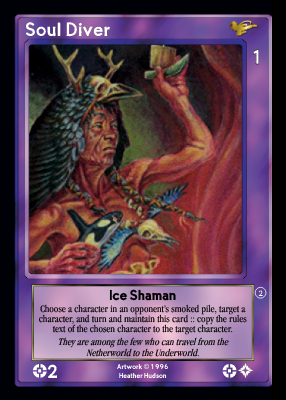 Soul Diver
1
Ice Shaman
2
Choose a character in an opponent's smoked pile, target a
character, and turn and maintain this card :: copy the rules
text of the chosen character to the target character.
They are among the few who can travel from the
Netherworld to the Underworld.
2
Artwork © 1996
Heather Hudson